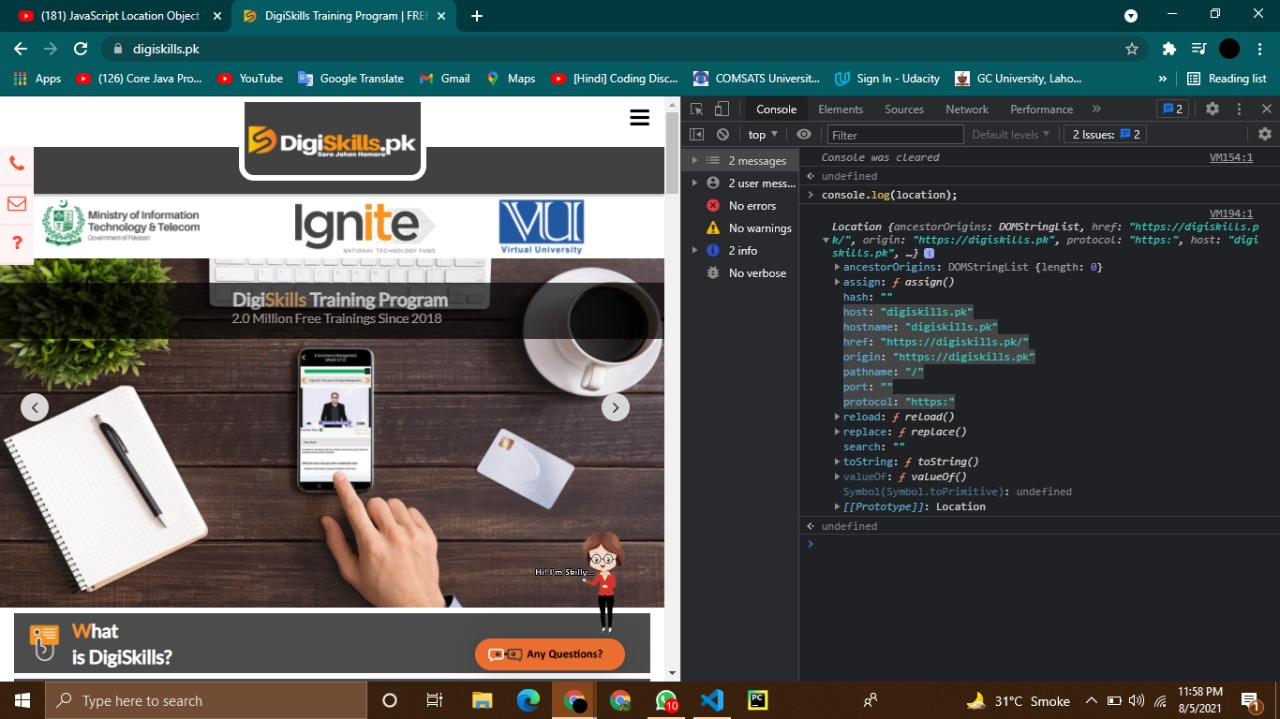 (181) JavaScript Location Object
DigiSkills Training Program | FREE
digiskills.pk
Apps
(126) Core Java Pro...
YouTube
Google Translate
Gmail
Maps
[Hindi] Coding Disc...
COMSATS Universit...
Sign In - Udacity
GC University, Laho...
»
Reading list
DigiSkills.pk
Sara Jahan Hamara
Ministry of Information
Technology & Telecom
Government of Pakistan
Ignite
NATIONAL TECHNOLOGY FUND
VU
Virtual University
?
DigiSkills Training Program
2.0 Million Free Trainings Since 2018
Hi! I'm Skilly...
What
is DigiSkills?
Any Questions?
Console
Elements
Sources
Network
Performance
»
2
top
Filter
Default levels
2 Issues:
2
2 messages
2 user mess...
No errors
No warnings
2 info
No verbose
Console was cleared
VM154:1
undefined
console.log(location);
VM194:1
Location {ancestorOrigins: DOMStringList, href: "https://digiskills.p
k/", origin: "https://digiskills.pk", protocol: "https:", host: "digi
skills.pk", …}
ancestorOrigins: DOMStringList {length: 0}
assign: ƒ assign()
hash: ""
host: "digiskills.pk"
hostname: "digiskills.pk"
href: "https://digiskills.pk/"
origin: "https://digiskills.pk"
pathname: "/"
port: ""
protocol: "https:"
reload: ƒ reload()
replace: ƒ replace()
search: ""
toString: ƒ toString()
valueOf: ƒ valueOf()
Symbol(Symbol.toPrimitive): undefined
[[Prototype]]: Location
undefined
Type here to search
10
PC
31°C Smoke
11:58 PM
8/5/2021
1